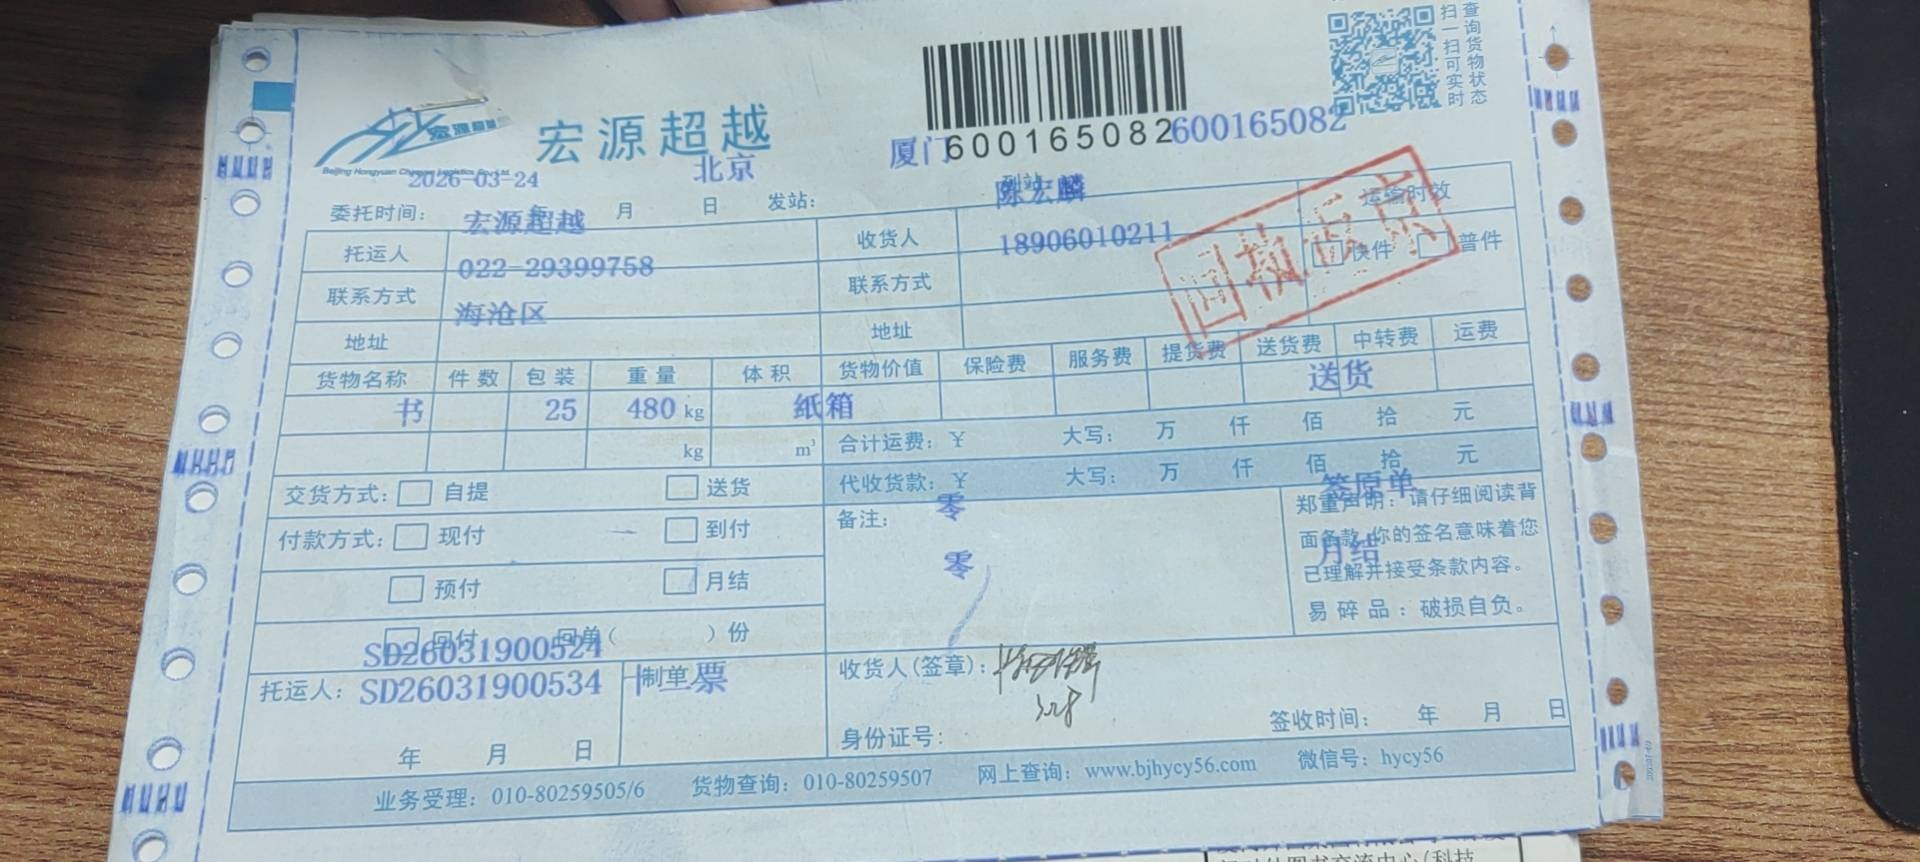 查询货物状态
扫一扫可实时
宏源超越
宏源超越
Beijing Hongyuan
600165082
厦门 600165082
2026-03-24 北京 到站: 陈宏麟
委托时间: 年 月 日 发站:
托运人 宏源超越 收货人 运输时效
联系方式 022-29399758 联系方式 18906010211 快件 普件
地址 海沧区 地址
货物名称 件数 包装 重量 体积 货物价值 保险费 服务费 提货费 送货费 中转费 运费
书 25 480 kg 纸箱 送货
kg m³ 合计运费: ¥ 大写: 万 仟 佰 拾 元
代收货款: ¥ 大写: 万 仟 佰 拾 元
交货方式: 自提 送货 备注: 零 签原单
付款方式: 现付 到付 零 月结
预付 月结
郑重声明: 请仔细阅读背
面条款,你的签名意味着您
已理解并接受条款内容。
易碎品: 破损自负。
回付 回单( )份
SD26031900524
托运人: SD26031900534 制单 票
收货人(签章):
3.28
年 月 日 身份证号: 签收时间: 年 月 日
业务受理: 010-80259505/6 货物查询: 010-80259507 网上查询: www.bjhycy56.com 微信号: hycy56